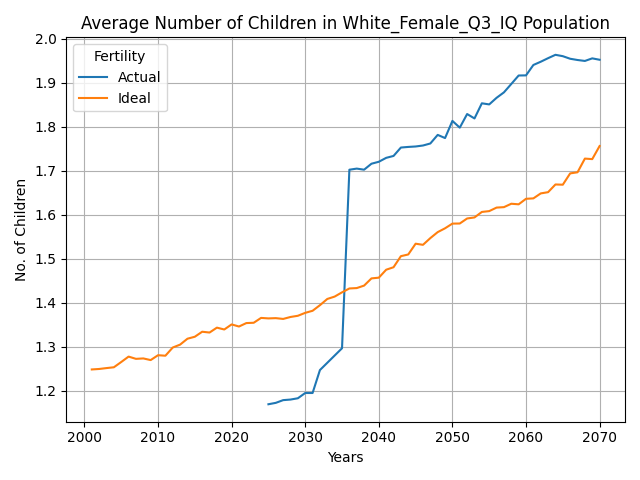 Average Number of Children in White_Female_Q3_IQ Population
Fertility
Actual
Ideal
No. of Children
2.0
1.9
1.8
1.7
1.6
1.5
1.4
1.3
1.2
2000 2010 2020 2030 2040 2050 2060 2070
Years